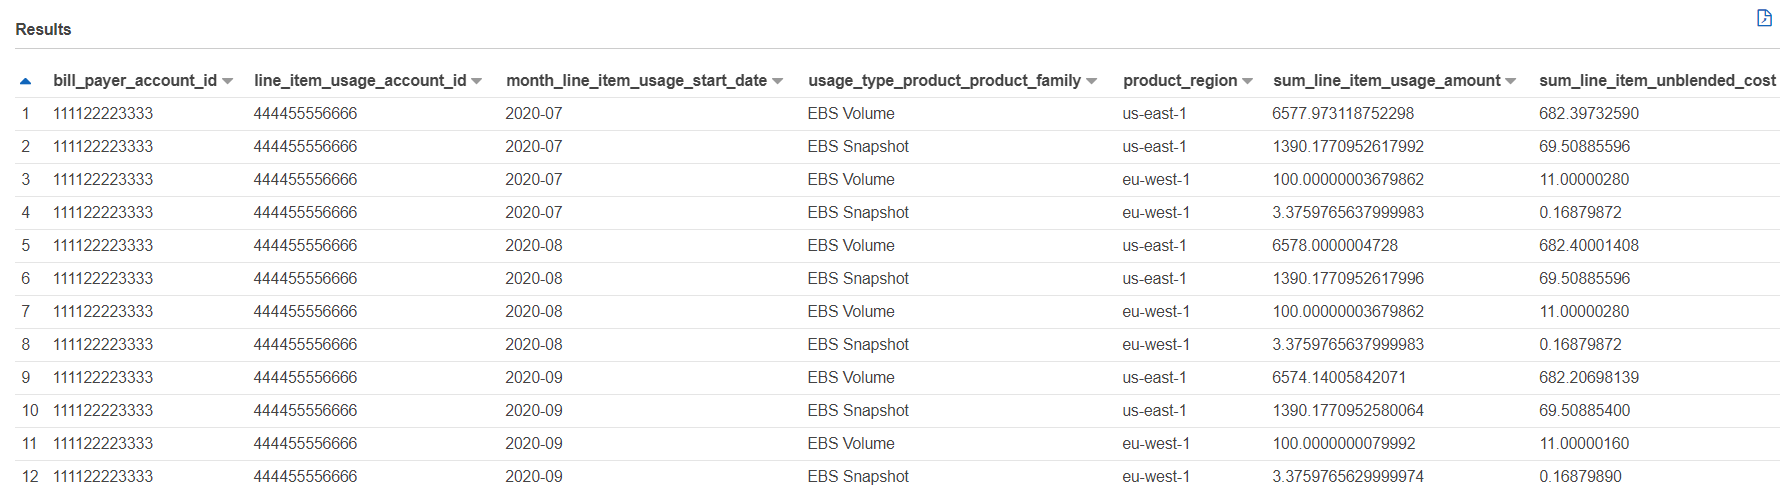 Results
bill_payer_account_id line_item_usage_account_id month_line_item_usage_start_date usage_type_product_product_family product_region sum_line_item_usage_amount sum_line_item_unblended_cost
1 111122223333 444455556666 2020-07 EBS Volume us-east-1 6577.973118752298 682.39732590
2 111122223333 444455556666 2020-07 EBS Snapshot us-east-1 1390.1770952617992 69.50885596
3 111122223333 444455556666 2020-07 EBS Volume eu-west-1 100.00000003679862 11.00000280
4 111122223333 444455556666 2020-07 EBS Snapshot eu-west-1 3.3759765637999983 0.16879872
5 111122223333 444455556666 2020-08 EBS Volume us-east-1 6578.0000004728 682.40001408
6 111122223333 444455556666 2020-08 EBS Snapshot us-east-1 1390.1770952617996 69.50885596
7 111122223333 444455556666 2020-08 EBS Volume eu-west-1 100.00000003679862 11.00000280
8 111122223333 444455556666 2020-08 EBS Snapshot eu-west-1 3.3759765637999983 0.16879872
9 111122223333 444455556666 2020-09 EBS Volume us-east-1 6574.14005842071 682.20698139
10 111122223333 444455556666 2020-09 EBS Snapshot us-east-1 1390.1770952580064 69.50885400
11 111122223333 444455556666 2020-09 EBS Volume eu-west-1 100.0000000079992 11.00000160
12 111122223333 444455556666 2020-09 EBS Snapshot eu-west-1 3.3759765629999974 0.16879890